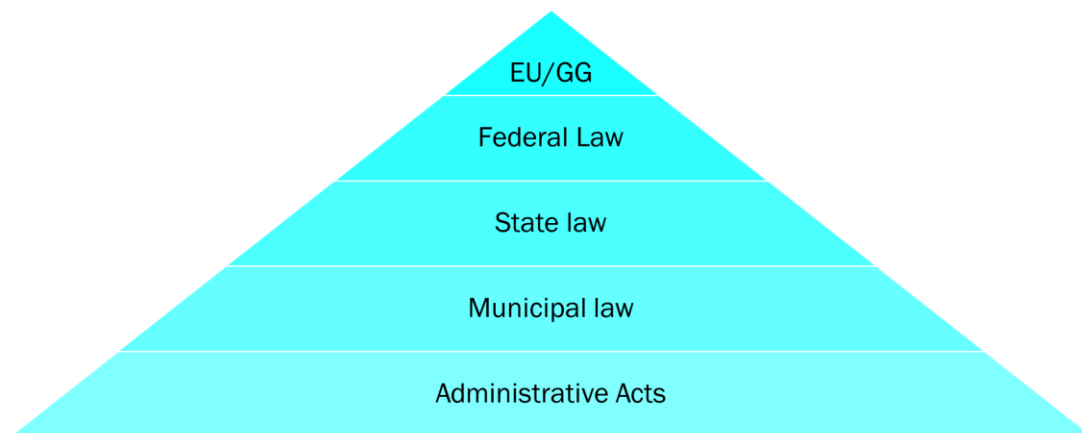 EU/GG
Federal Law
State law
Municipal law
Administrative Acts